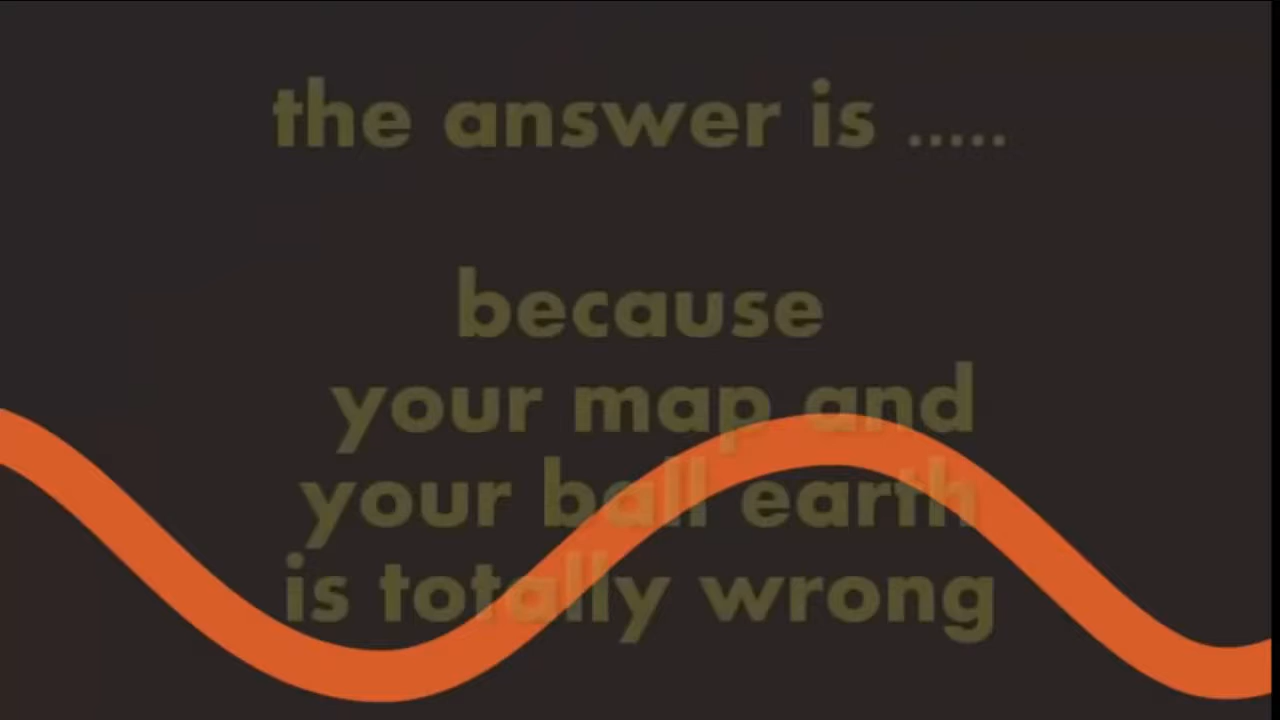 the answer is .....
because
your map and
your ball earth
is totally wrong